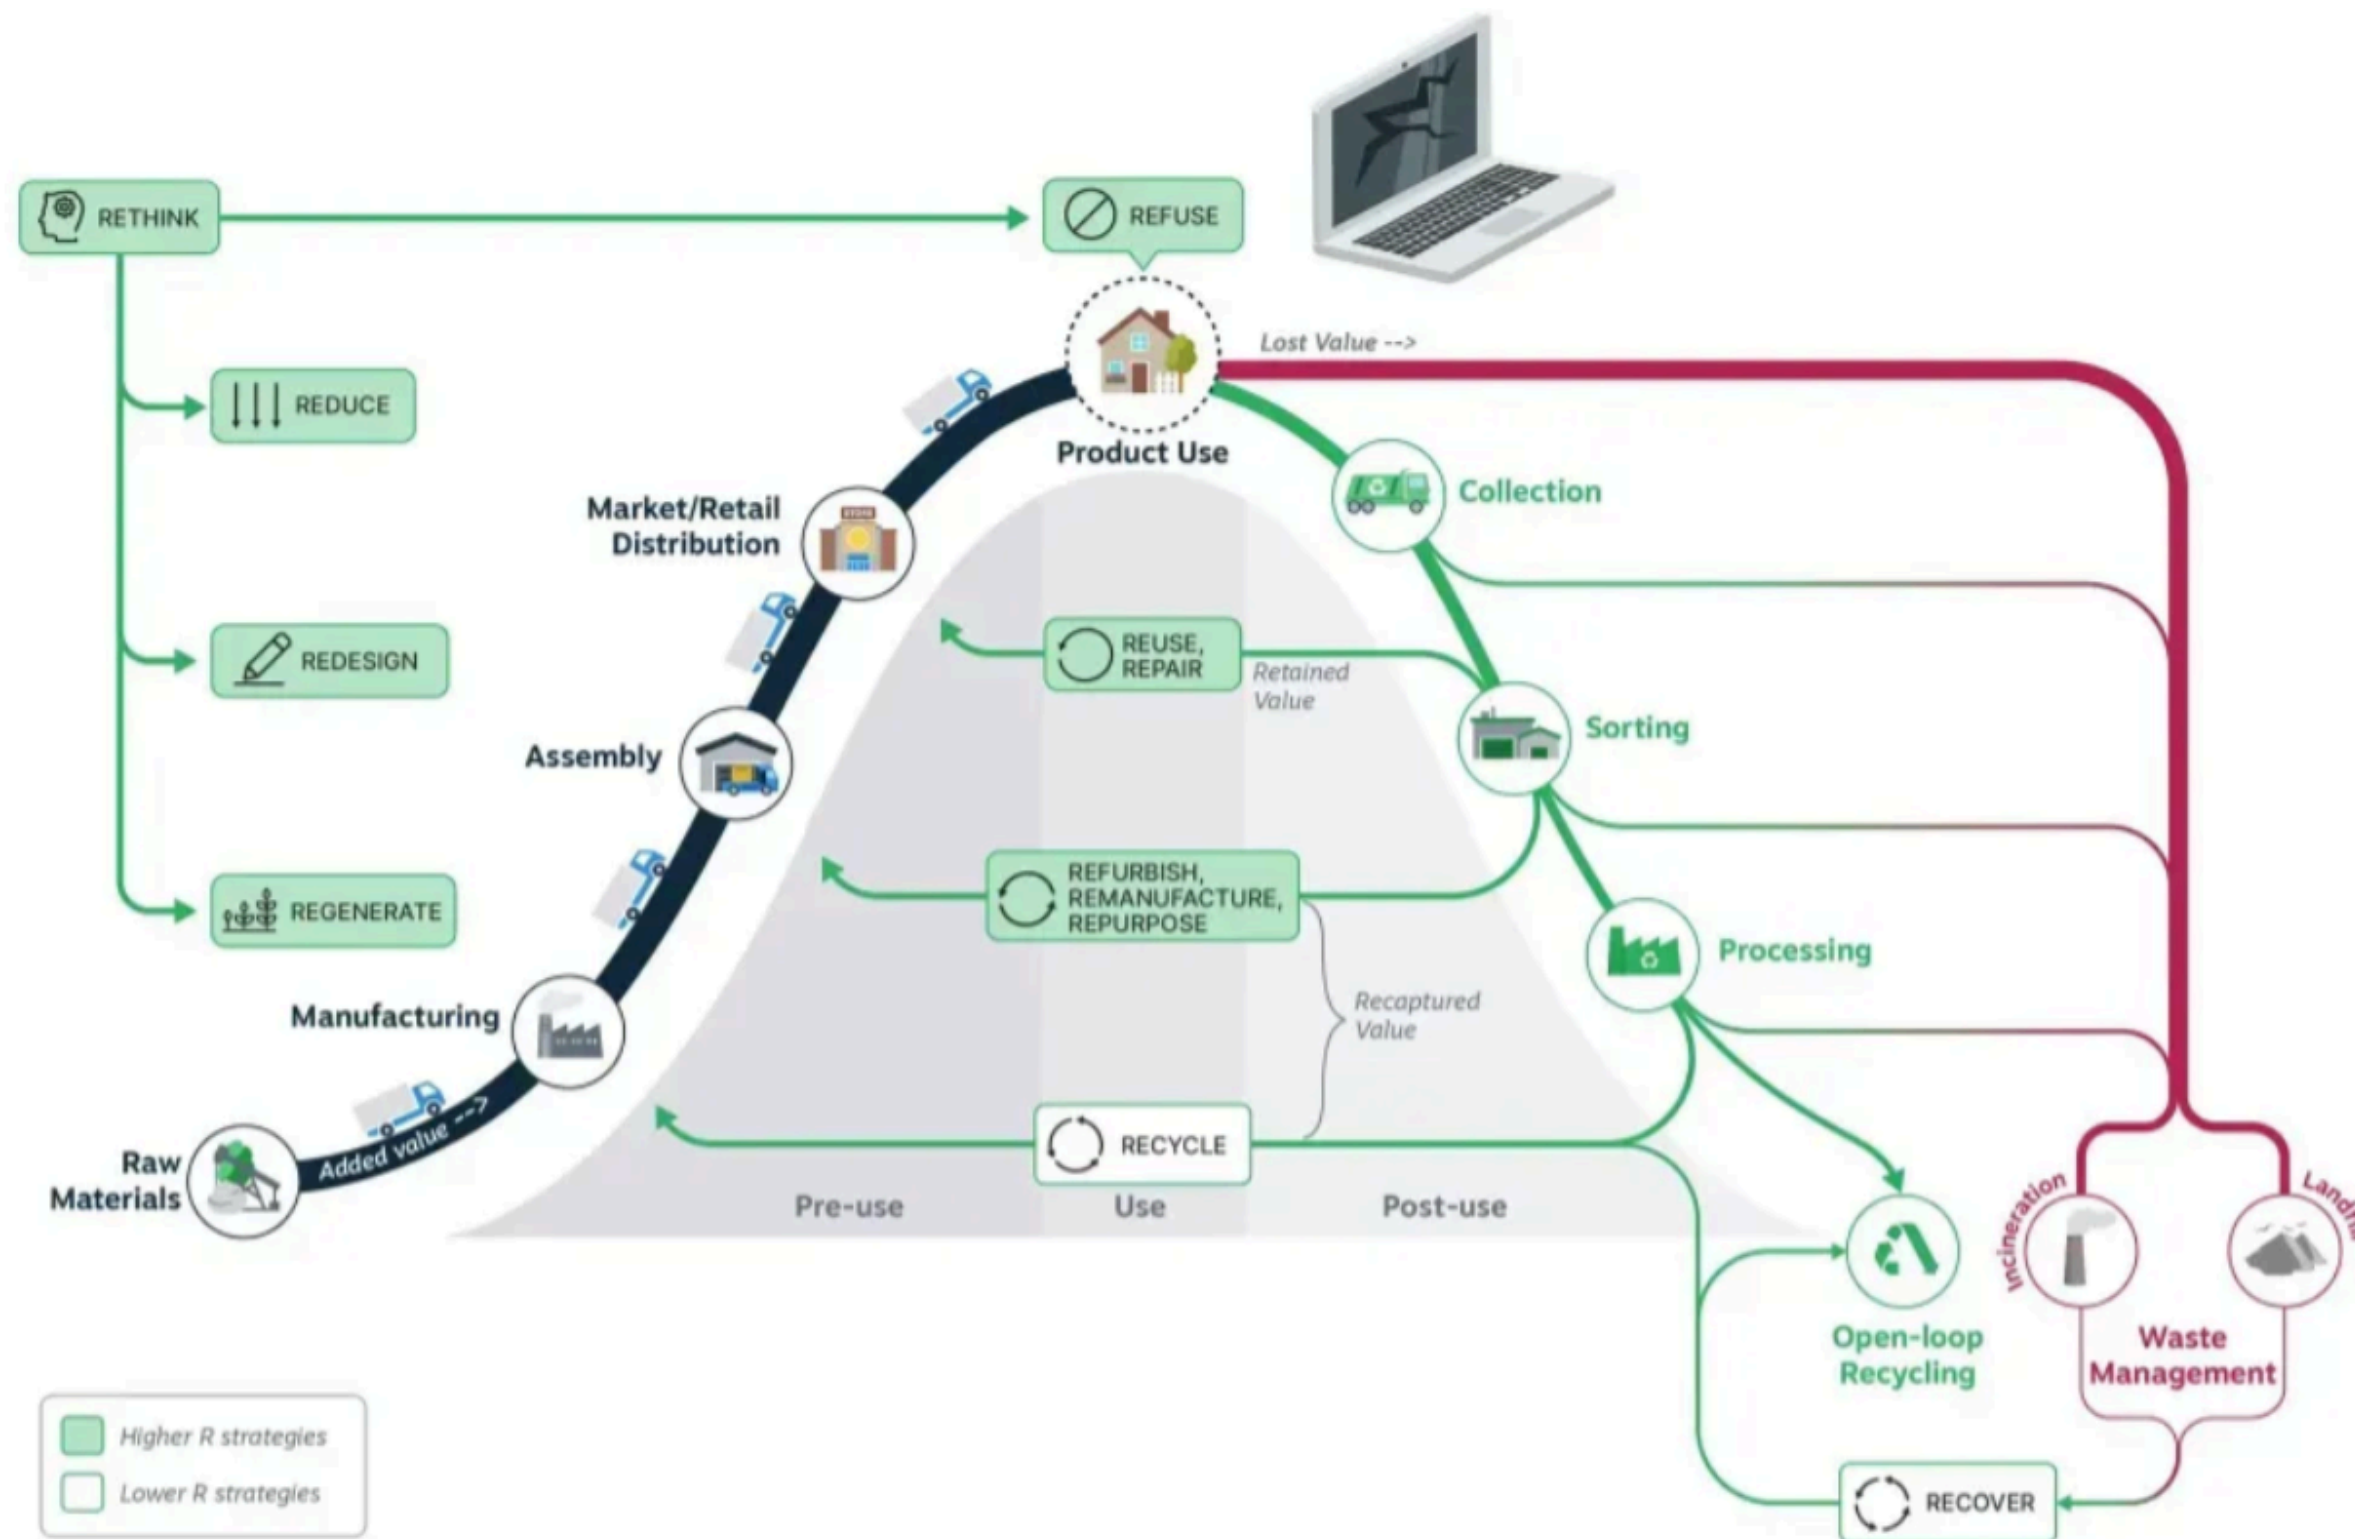 RETHINK
REFUSE
REDUCE
REDESIGN
REGENERATE
Lost Value -->
Product Use
Market/Retail
Distribution
Assembly
Manufacturing
Raw
Materials
Added value -->
Collection
REUSE,
REPAIR
Retained
Value
Sorting
REFURBISH,
REMANUFACTURE,
REPURPOSE
Processing
Recaptured
Value
RECYCLE
Pre-use
Use
Post-use
Incineration
Open-loop
Recycling
Waste
Management
RECOVER
Higher R strategies
Lower R strategies